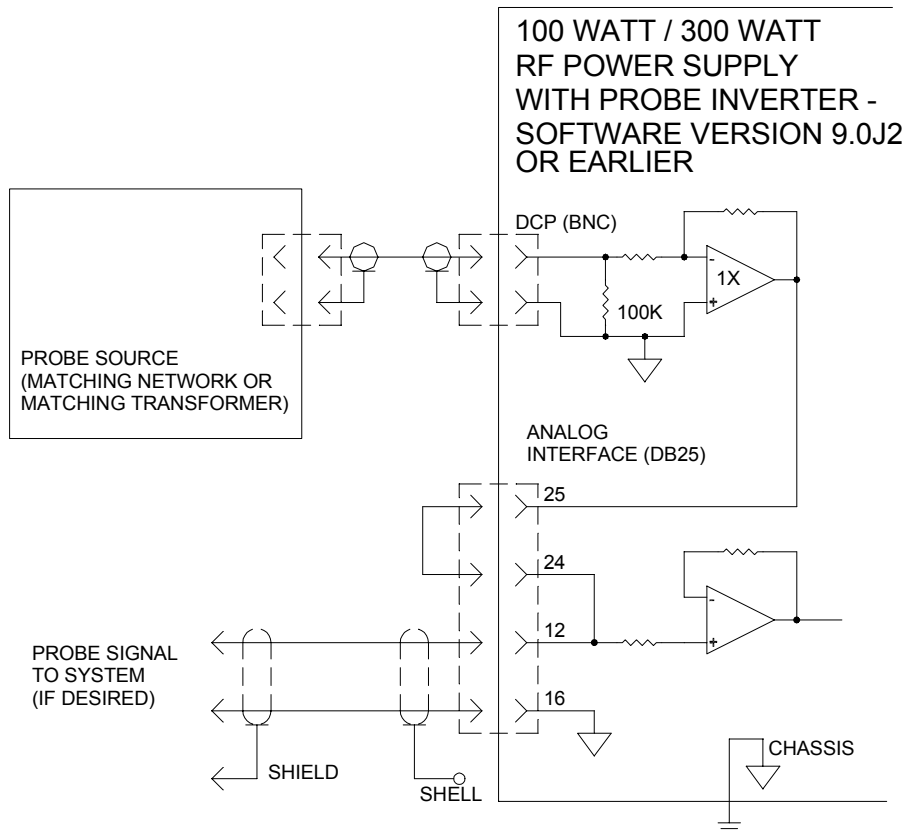 100 WATT / 300 WATT
RF POWER SUPPLY
WITH PROBE INVERTER -
SOFTWARE VERSION 9.0J2
OR EARLIER
DCP (BNC)
-
1X
+
100K
PROBE SOURCE
(MATCHING NETWORK OR
MATCHING TRANSFORMER)
ANALOG
INTERFACE (DB25)
25
24
-
12
+
PROBE SIGNAL
TO SYSTEM
(IF DESIRED)
16
CHASSIS
SHIELD
SHELL